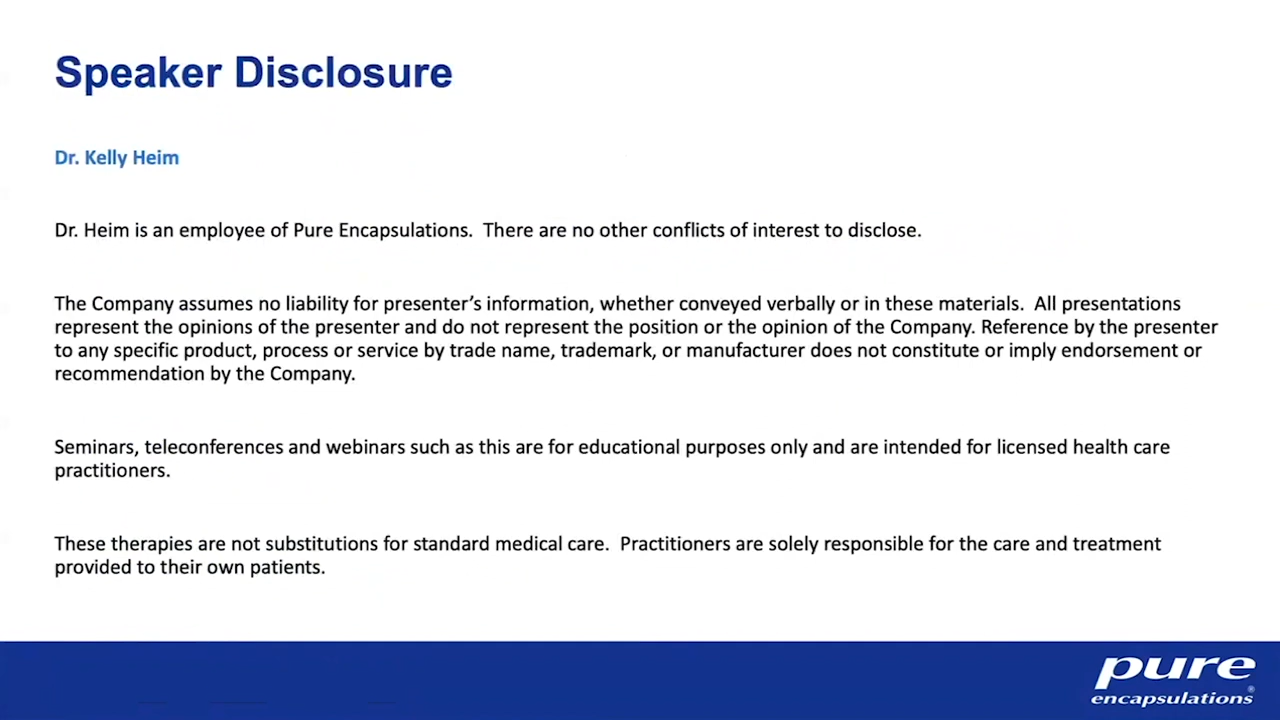 Speaker Disclosure
Dr. Kelly Heim
Dr. Heim is an employee of Pure Encapsulations.  There are no other conflicts of interest to disclose.
The Company assumes no liability for presenter’s information, whether conveyed verbally or in these materials.  All presentations
represent the opinions of the presenter and do not represent the position or the opinion of the Company. Reference by the presenter
to any specific product, process or service by trade name, trademark, or manufacturer does not constitute or imply endorsement or
recommendation by the Company.
Seminars, teleconferences and webinars such as this are for educational purposes only and are intended for licensed health care
practitioners.
These therapies are not substitutions for standard medical care.  Practitioners are solely responsible for the care and treatment
provided to their own patients.
pure
encapsulations®